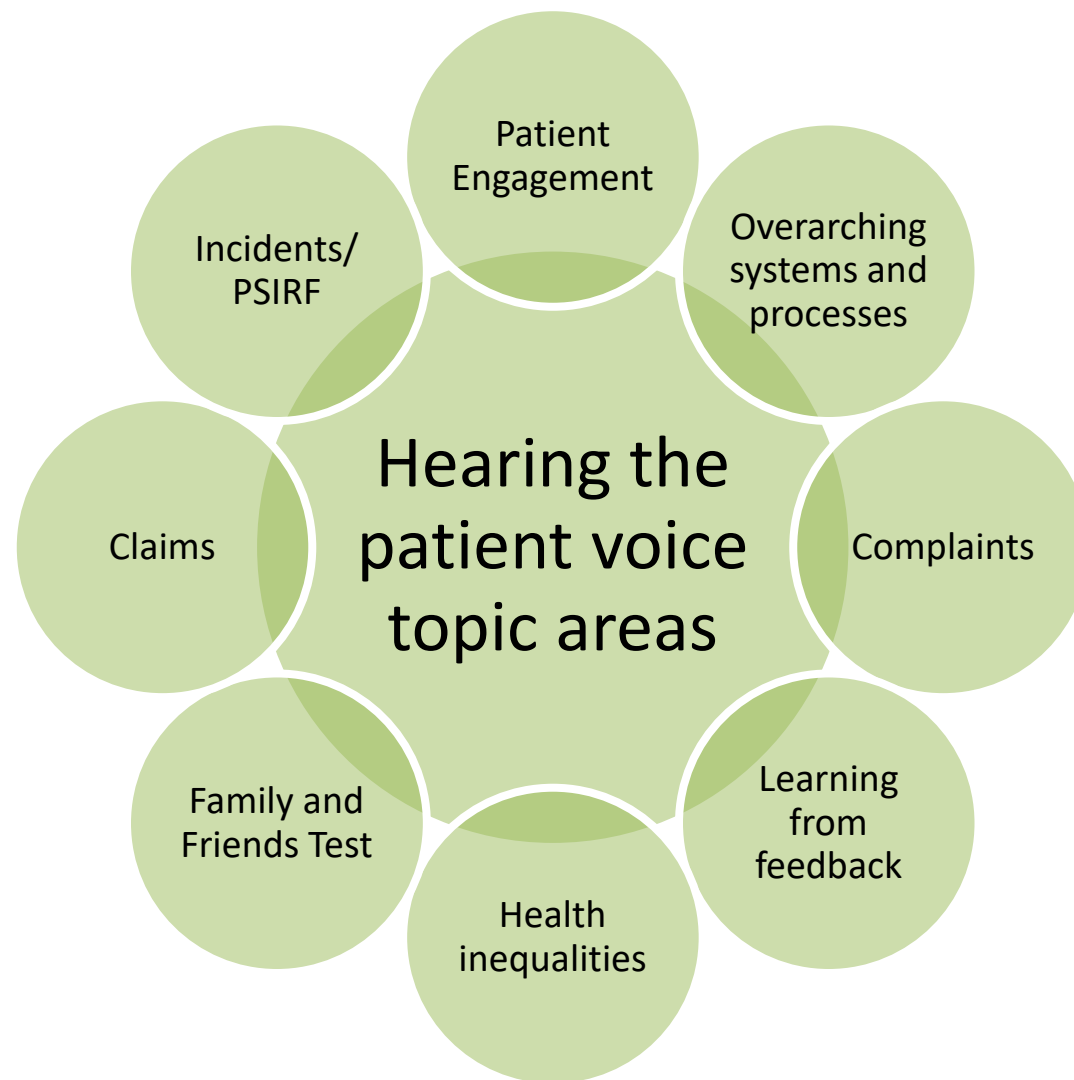 Patient
Engagement
Overarching
systems and
processes
Complaints
Learning
from
feedback
Health
inequalities
Family and
Friends Test
Claims
Incidents/
PSIRF
Hearing the
patient voice
topic areas